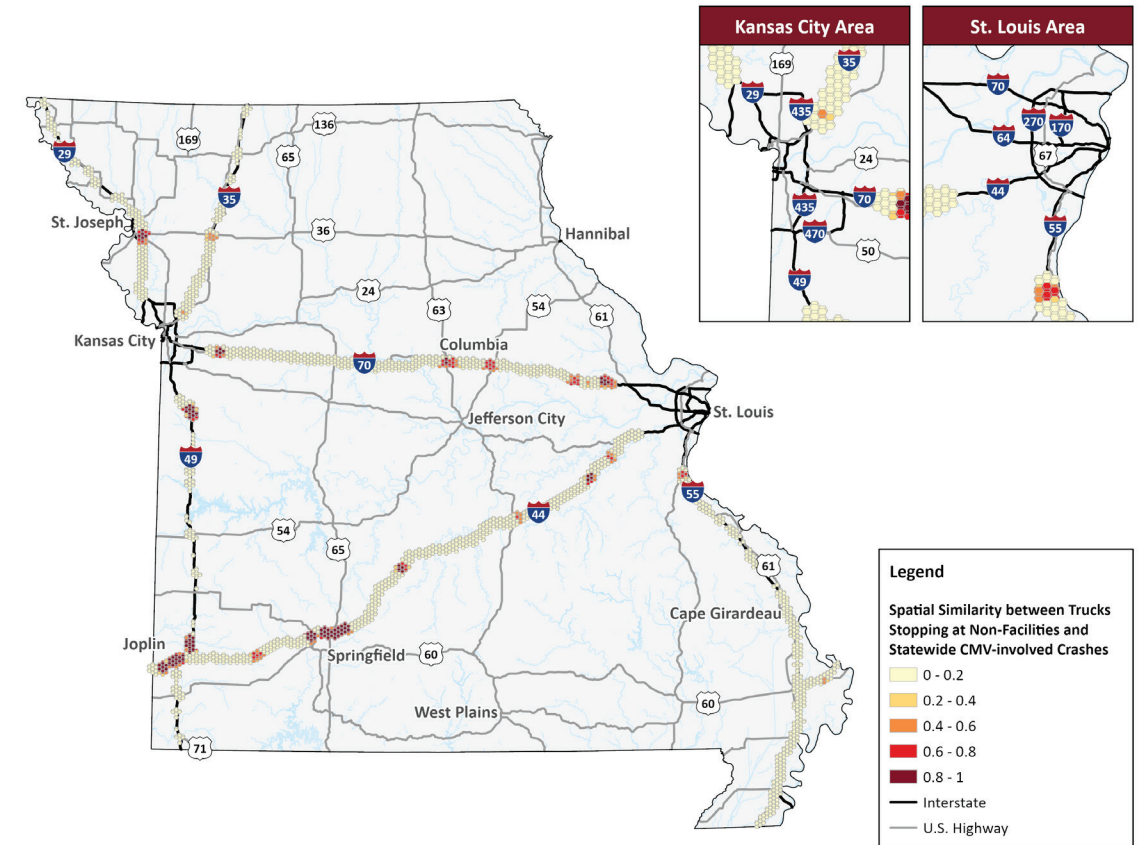 Kansas City Area
St. Louis Area
169
35
29
435
24
70
435
470
50
49
70
270
170
64
67
44
55
136
169
65
29
35
St. Joseph
36
Hannibal
24
63
54
61
Kansas City
Columbia
70
Jefferson City
St. Louis
49
55
44
54
65
61
Cape Girardeau
Joplin
Springfield
60
60
West Plains
71
Legend
Spatial Similarity between Trucks
Stopping at Non-Facilities and
Statewide CMV-involved Crashes
0 - 0.2
0.2 - 0.4
0.4 - 0.6
0.6 - 0.8
0.8 - 1
Interstate
U.S. Highway